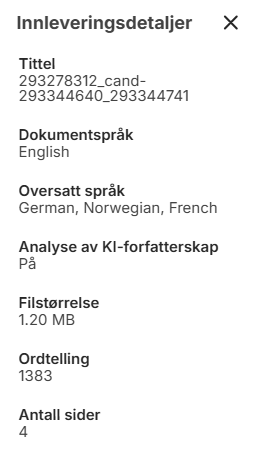 Innleveringsdetaljer
Tittel
293278312_cand-
293344640_293344741
Dokumentspråk
English
Oversatt språk
German, Norwegian, French
Analyse av KI-forfatterskap
På
Filstørrelse
1.20 MB
Ordtelling
1383
Antall sider
4